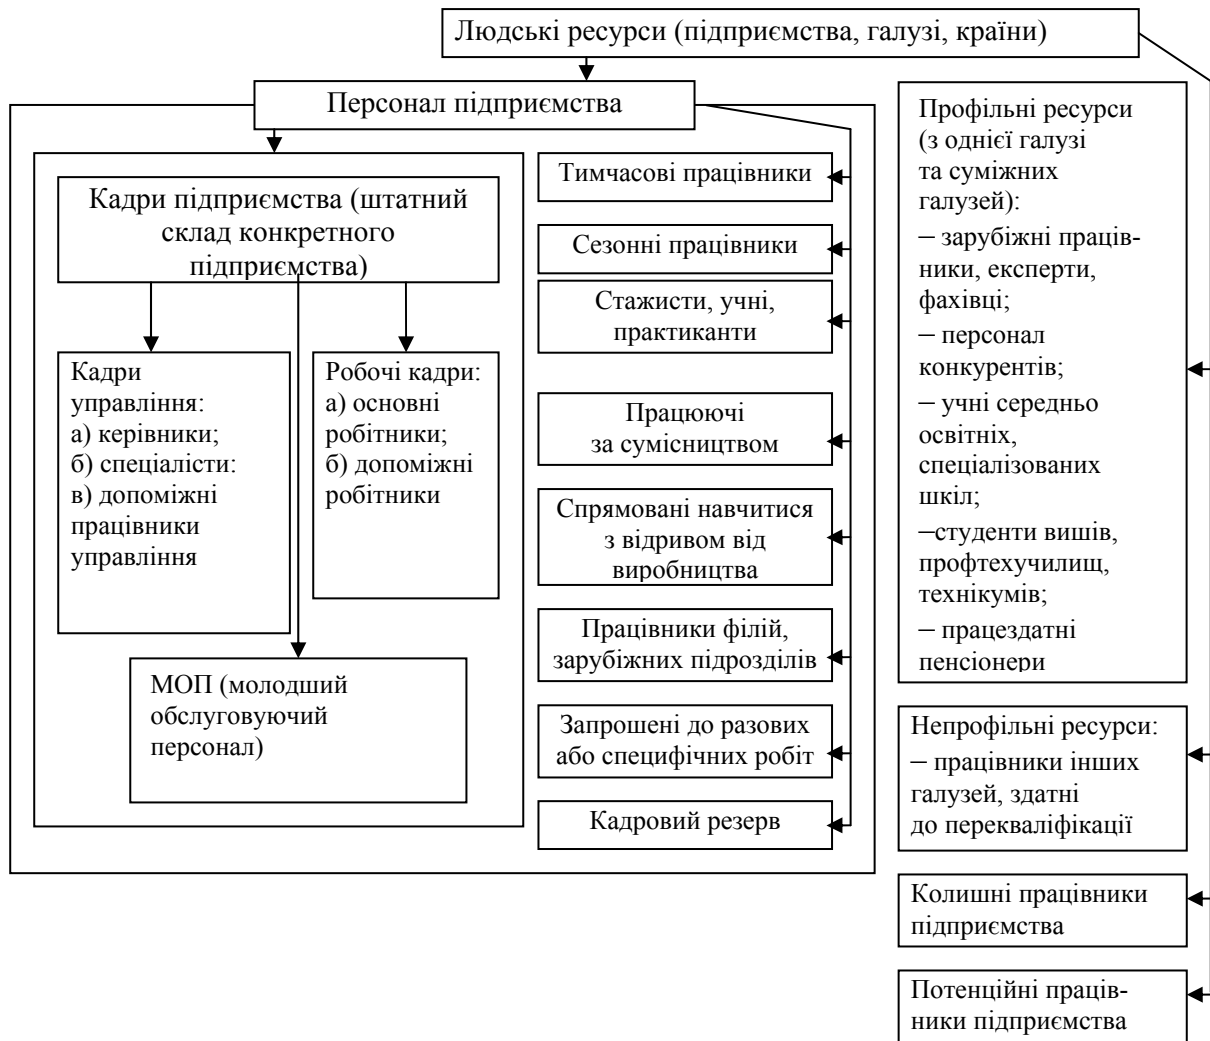 Людські ресурси (підприємства, галузі, країни)
Персонал підприємства
Кадри підприємства (штатний
склад конкретного
підприємства)
Кадри
управління:
а) керівники;
б) спеціалісти:
в) допоміжні
працівники
управління
Робочі кадри:
а) основні
робітники;
б) допоміжні
робітники
МОП (молодший
обслуговуючий
персонал)
Тимчасові працівники
Сезонні працівники
Стажисти, учні,
практиканти
Працюючі
за сумісництвом
Спрямовані навчитися
з відривом від
виробництва
Працівники філій,
зарубіжних підрозділів
Запрошені до разових
або специфічних робіт
Кадровий резерв
Профільні ресурси
(з однієї галузі
та суміжних
галузей):
– зарубіжні праців-
ники, експерти,
фахівці;
– персонал
конкурентів;
– учні середньо
освітніх,
спеціалізованих
шкіл;
–студенти вишів,
профтехучилищ,
технікумів;
– працездатні
пенсіонери
Непрофільні ресурси:
– працівники інших
галузей, здатні
до перекваліфікації
Колишні працівники
підприємства
Потенційні праців-
ники підприємства